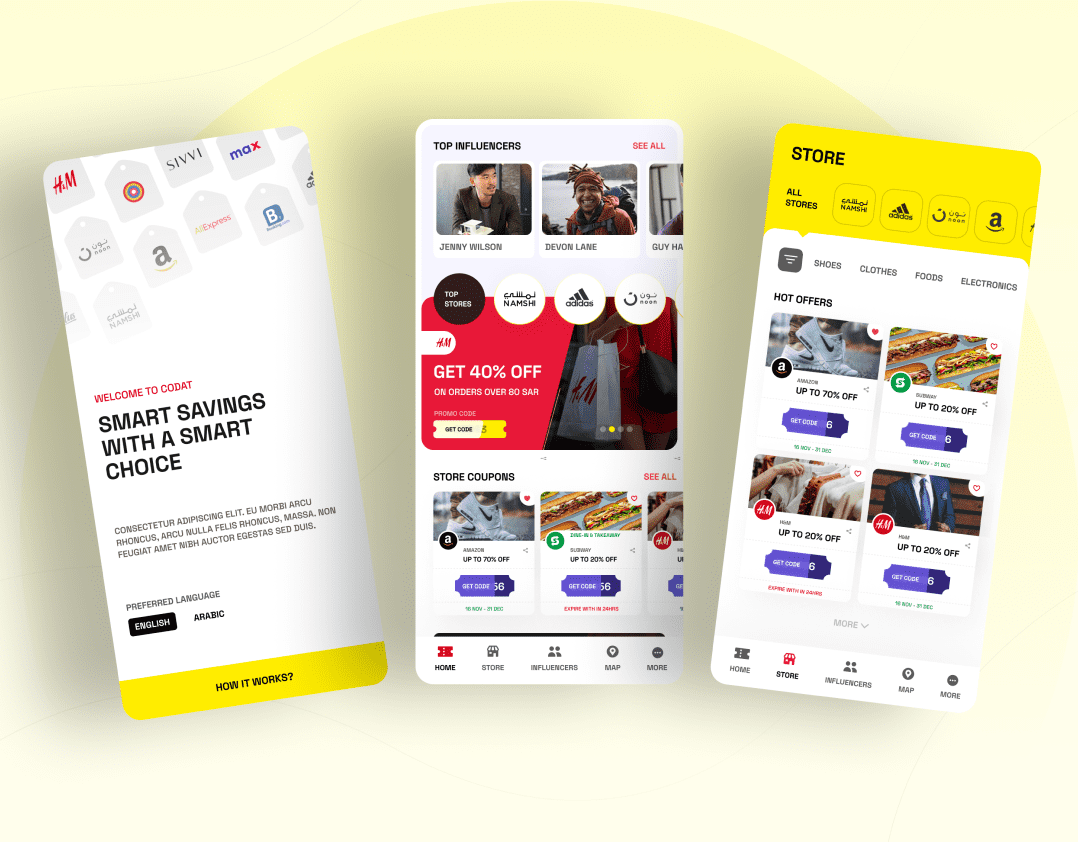 H&M
SIVVI
max
نون
noon
a
AliExpress
B.
Booking.com
نمشي
NAMSHI
WELCOME TO CODAT
SMART SAVINGS
WITH A SMART
CHOICE
CONSECTETUR ADIPISCING ELIT. EU MORBI ARCU
RHONCUS, ARCU NULLA FELIS RHONCUS, MASSA. NON
FEUGIAT AMET NIBH AUCTOR EGESTAS SED DUIS.
PREFERRED LANGUAGE
ENGLISH ARABIC
HOW IT WORKS?
TOP INFLUENCERS SEE ALL
JENNY WILSON DEVON LANE GUY HA
TOP
STORES
نمشي
NAMSHI
adidas
نون
noon
H&M
GET 40% OFF
ON ORDERS OVER 80 SAR
PROMO CODE
GET CODE 3
H&M
STORE COUPONS SEE ALL
DINE-IN & TAKEAWAY
a
S
H&M
AMAZON SUBWAY
UP TO 70% OFF UP TO 20% OFF
GET CODE 56 GET CODE 56
16 NOV - 31 DEC EXPIRE WITH IN 24HRS
HOME STORE INFLUENCERS MAP MORE
STORE
ALL
STORES
نمشي
NAMSHI
adidas
نون
noon
a
SHOES CLOTHES FOODS ELECTRONICS
HOT OFFERS
a
AMAZON
UP TO 70% OFF
GET CODE 6
16 NOV - 31 DEC
S
SUBWAY
UP TO 20% OFF
GET CODE 6
16 NOV - 31 DEC
H&M
H&M
UP TO 20% OFF
GET CODE 6
EXPIRE WITH IN 24HRS
H&M
H&M
UP TO 20% OFF
GET CODE 6
16 NOV - 31 DEC
MORE
HOME STORE INFLUENCERS MAP MORE